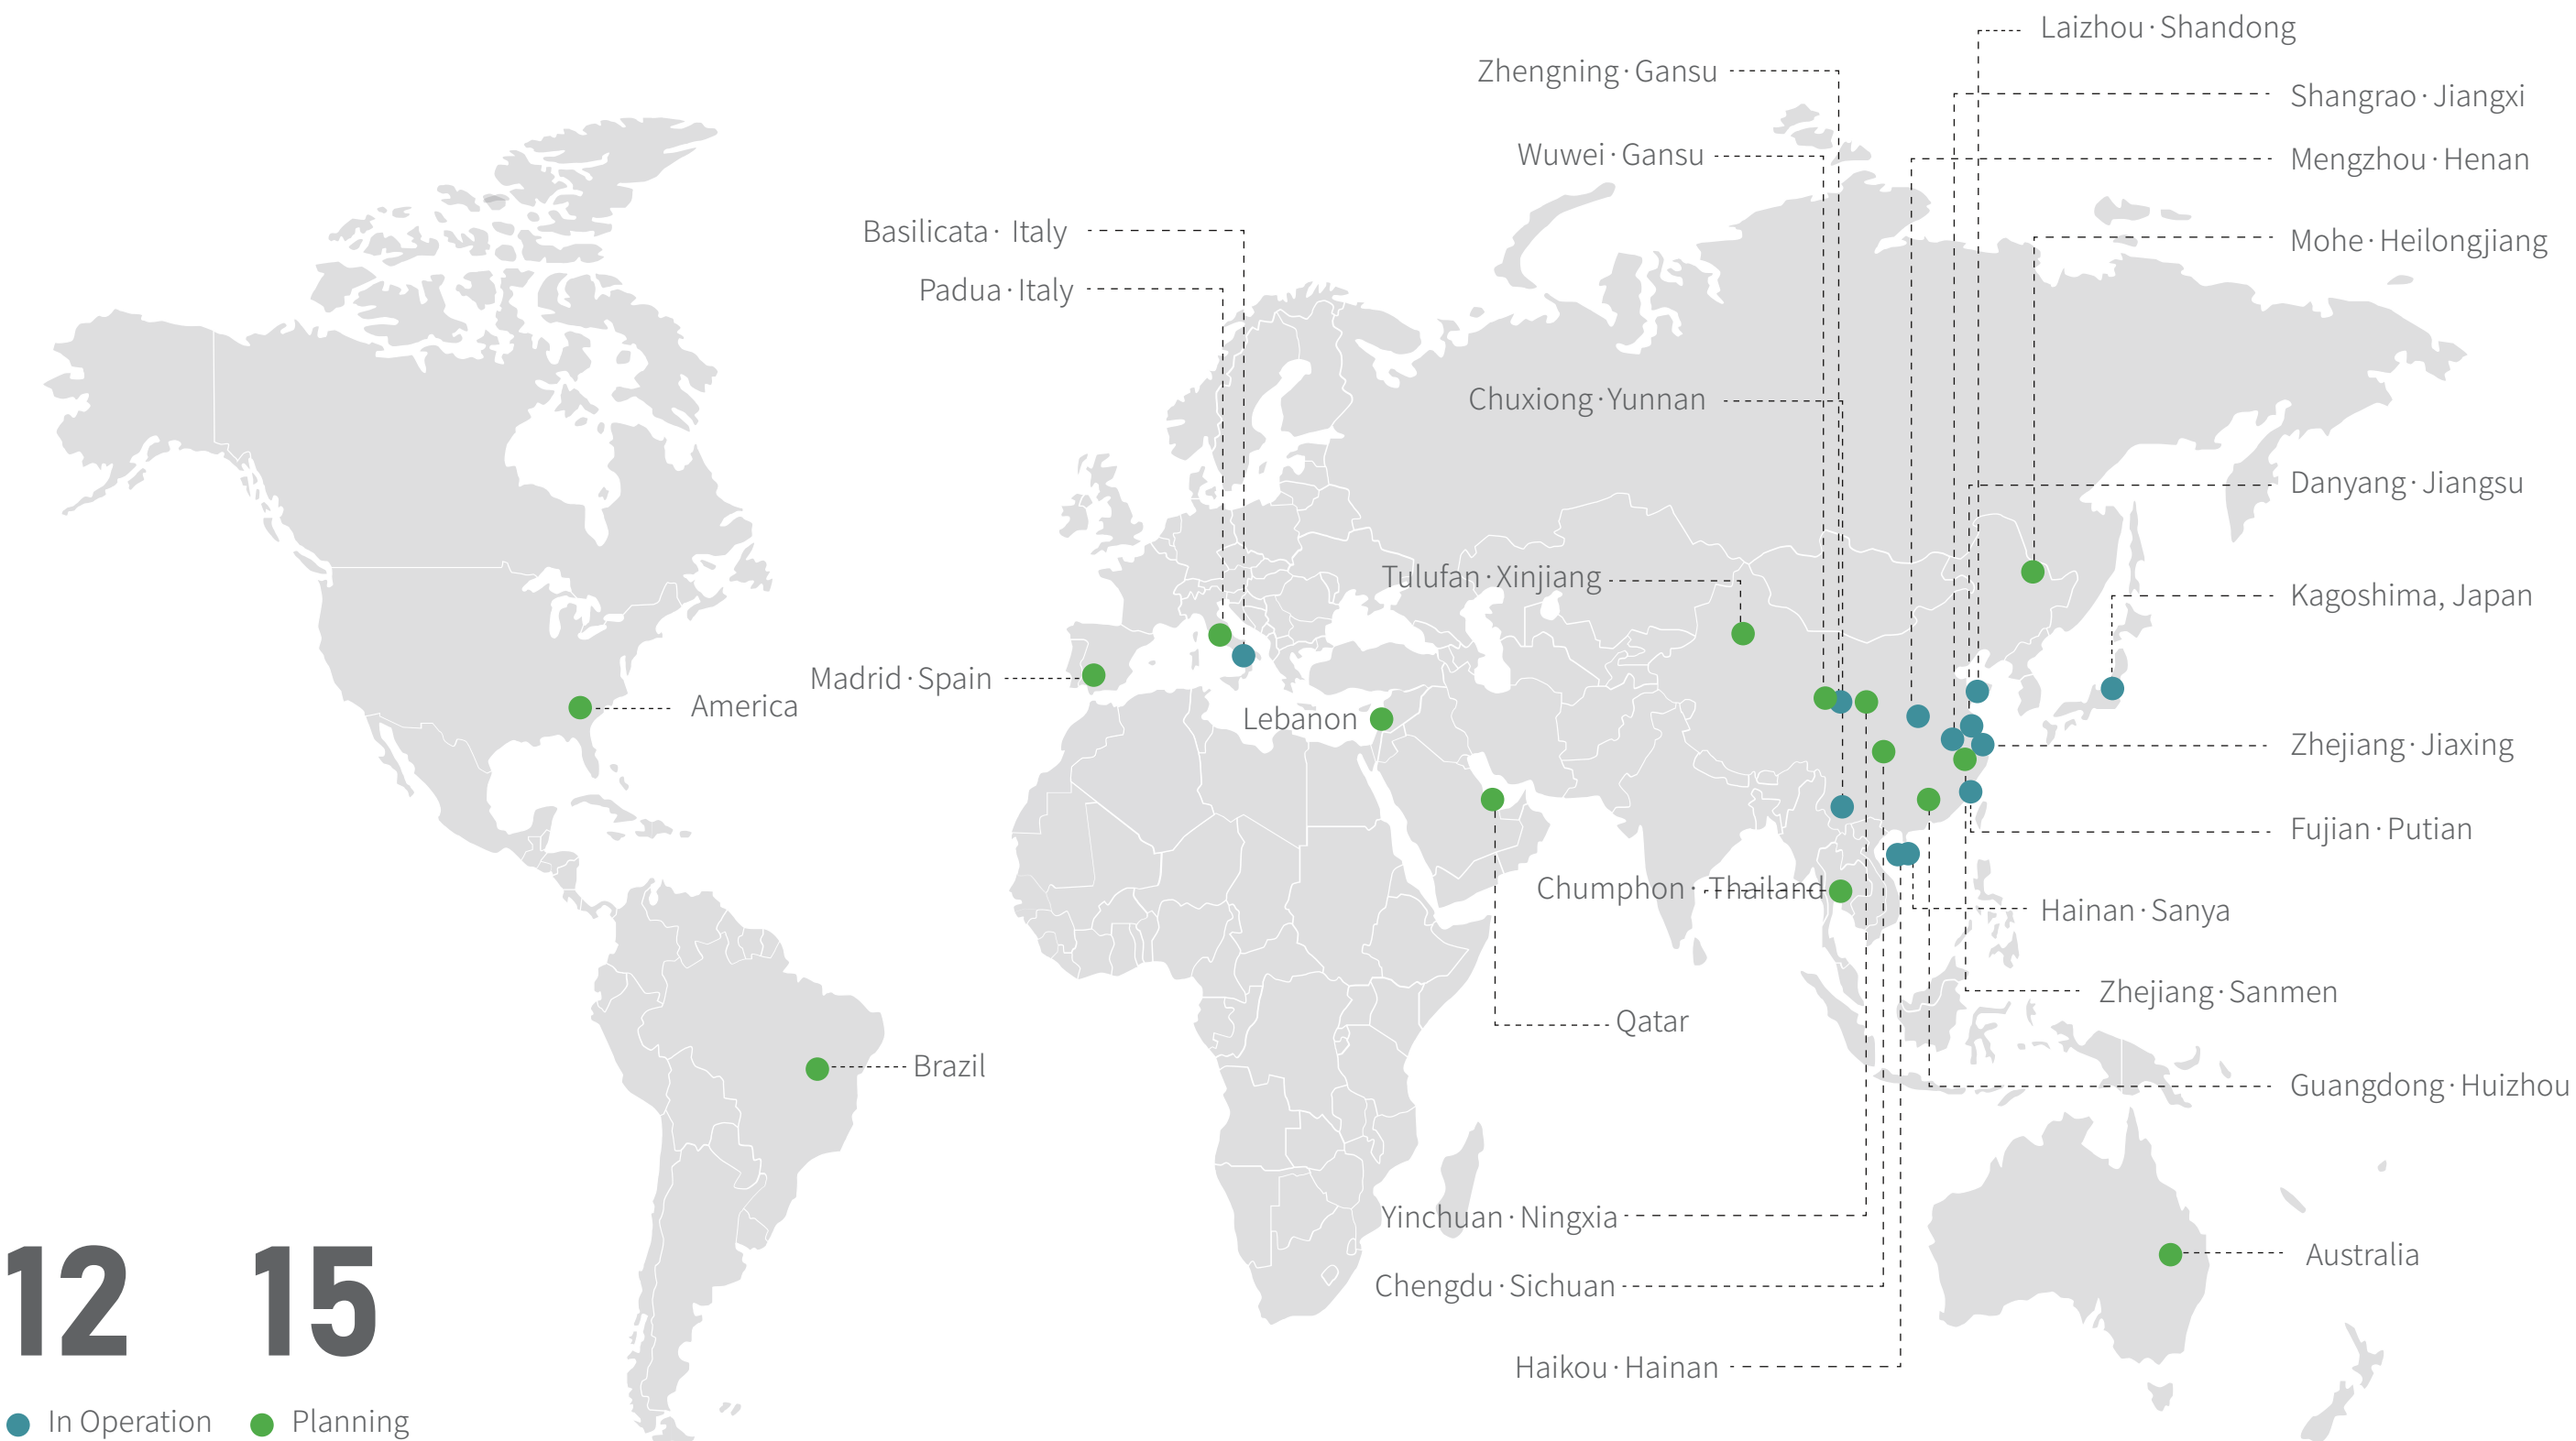 Laizhou·Shandong
Zhengning·Gansu
Shangrao·Jiangxi
Wuwei·Gansu
Mengzhou·Henan
Basilicata· Italy
Mohe·Heilongjiang
Padua·Italy
Chuxiong·Yunnan
Danyang·Jiangsu
Tulufan·Xinjiang
Kagoshima, Japan
Madrid·Spain
America
Lebanon
Zhejiang·Jiaxing
Fujian·Putian
Chumphon·Thailand
Hainan·Sanya
Zhejiang·Sanmen
Qatar
Brazil
Guangdong·Huizhou
Yinchuan·Ningxia
Australia
Chengdu·Sichuan
Haikou·Hainan
12
15
In Operation
Planning